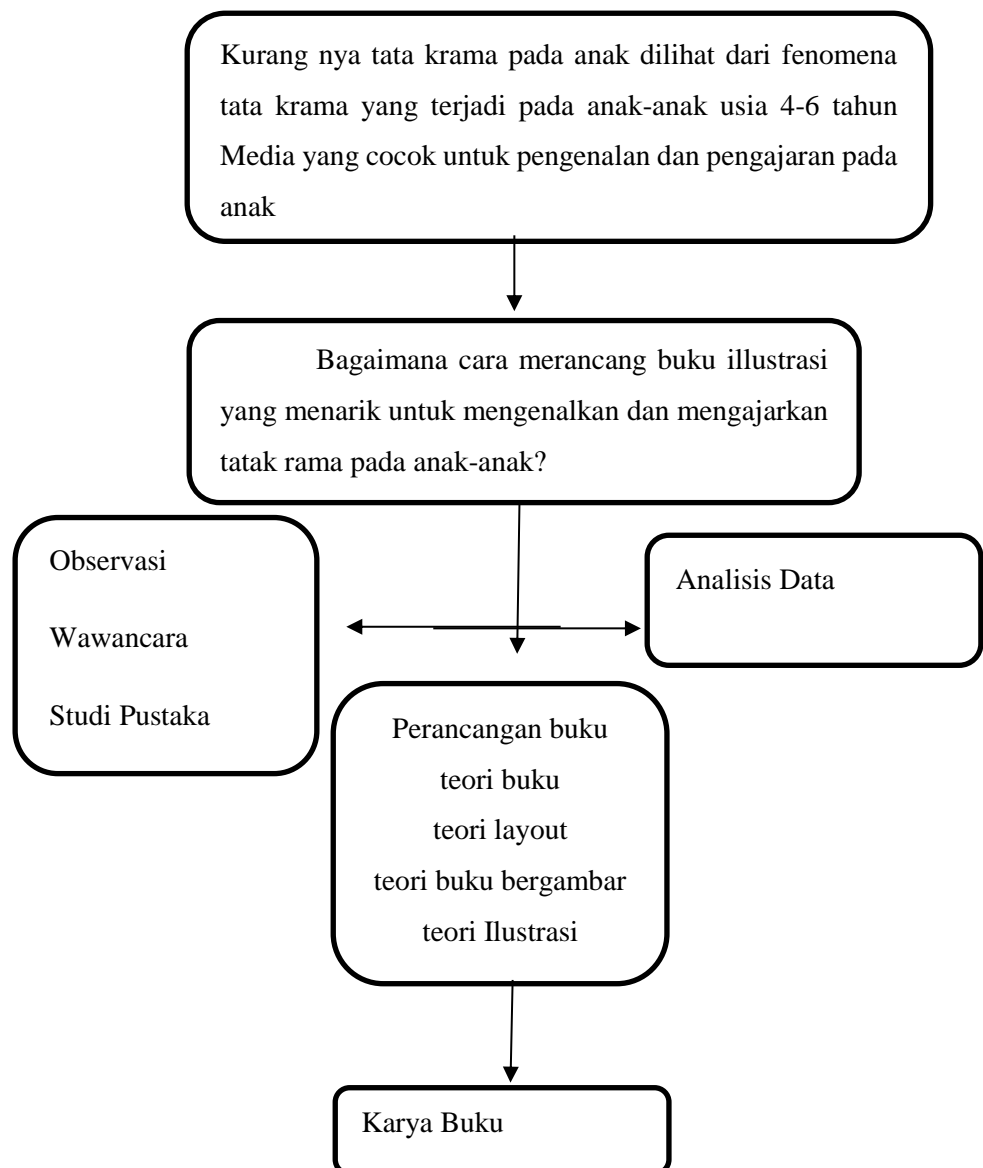 Kurang nya tata krama pada anak dilihat dari fenomena
tata krama yang terjadi pada anak-anak usia 4-6 tahun
Media yang cocok untuk pengenalan dan pengajaran pada
anak
Bagaimana cara merancang buku illustrasi
yang menarik untuk mengenalkan dan mengajarkan
tatak rama pada anak-anak?
Observasi
Wawancara
Studi Pustaka
Analisis Data
Perancangan buku
teori buku
teori layout
teori buku bergambar
teori Ilustrasi
Karya Buku